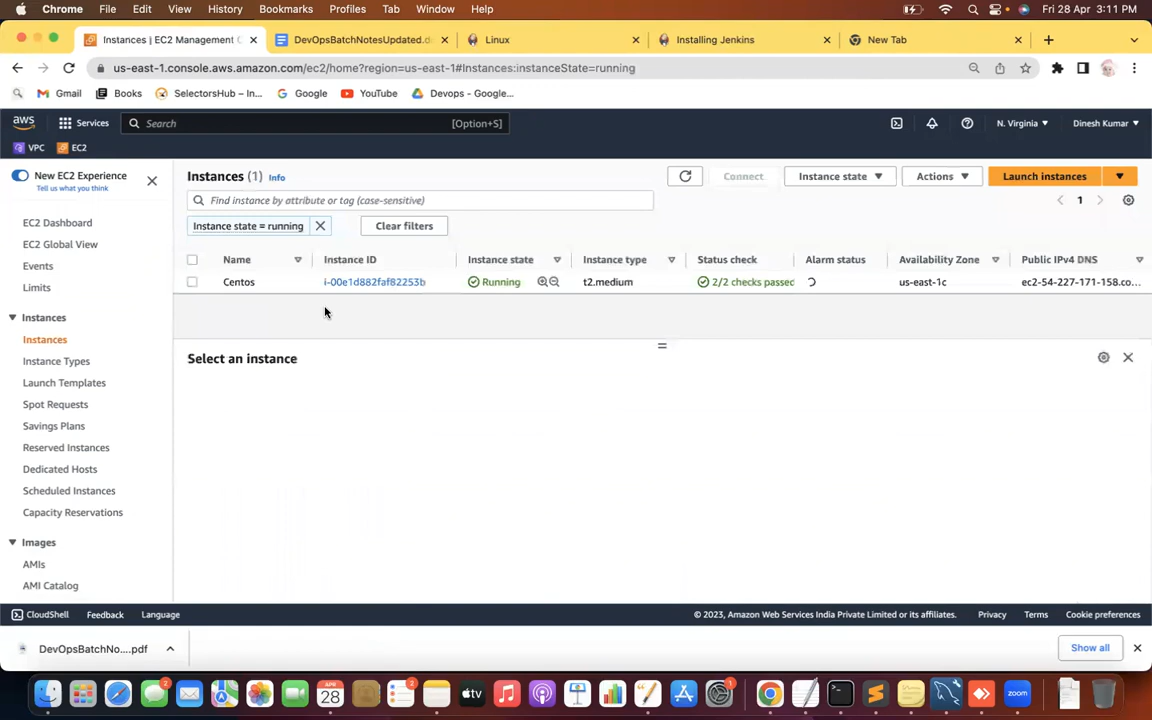 Chrome File Edit View History Bookmarks Profiles Tab Window Help Fri 28 Apr 3:11 PM
Instances | EC2 Management C DevOpsBatchNotesUpdated.d Linux Installing Jenkins New Tab
us-east-1.console.aws.amazon.com/ec2/home?region=us-east-1#Instances:instanceState=running
Gmail Books SelectorsHub – In... Google YouTube Devops - Google...
aws Services Search [Option+S] N. Virginia Dinesh Kumar
VPC EC2
New EC2 Experience
Tell us what you think
EC2 Dashboard
EC2 Global View
Events
Limits
Instances
Instances
Instance Types
Launch Templates
Spot Requests
Savings Plans
Reserved Instances
Dedicated Hosts
Scheduled Instances
Capacity Reservations
Images
AMIs
AMI Catalog
Instances (1) Info Connect Instance state Actions Launch instances
Find instance by attribute or tag (case-sensitive) 1
Instance state = running Clear filters
Name Instance ID Instance state Instance type Status check Alarm status Availability Zone Public IPv4 DNS
Centos i-00e1d882faf82253b Running t2.medium 2/2 checks passed us-east-1c ec2-54-227-171-158.co...
Select an instance
CloudShell Feedback Language © 2023, Amazon Web Services India Private Limited or its affiliates. Privacy Terms Cookie preferences
DevOpsBatchNo....pdf Show all
2 APR 28 2 tv 1 zoom